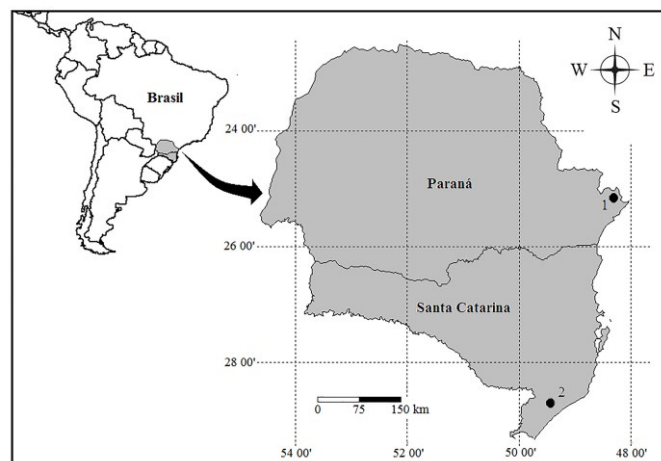 N
W E
S
Brasil
24 00'
Paraná
1
26 00'
Santa Catarina
28 00'
2
0 75 150 km
54 00' 52 00' 50 00' 48 00'